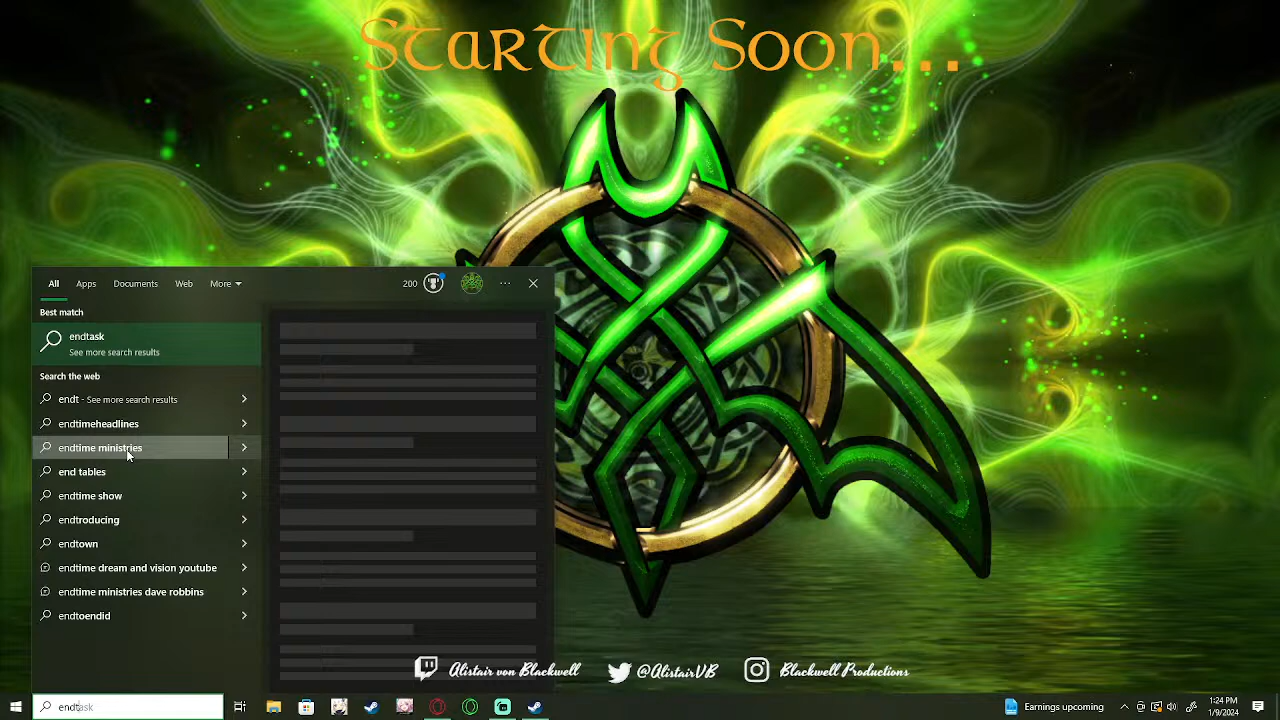 Starting Soon...
All Apps Documents Web More 200 ...
Best match
endtask
See more search results
Search the web
endt - See more search results
endtimeheadlines
endtime ministries
end tables
endtime show
endtroducing
endtown
endtime dream and vision youtube
endtime ministries dave robbins
endtoendid
Alistair von Blackwell @AlistairVB Blackwell Productions
endtask
Earnings upcoming
1:24 PM
1/9/2024